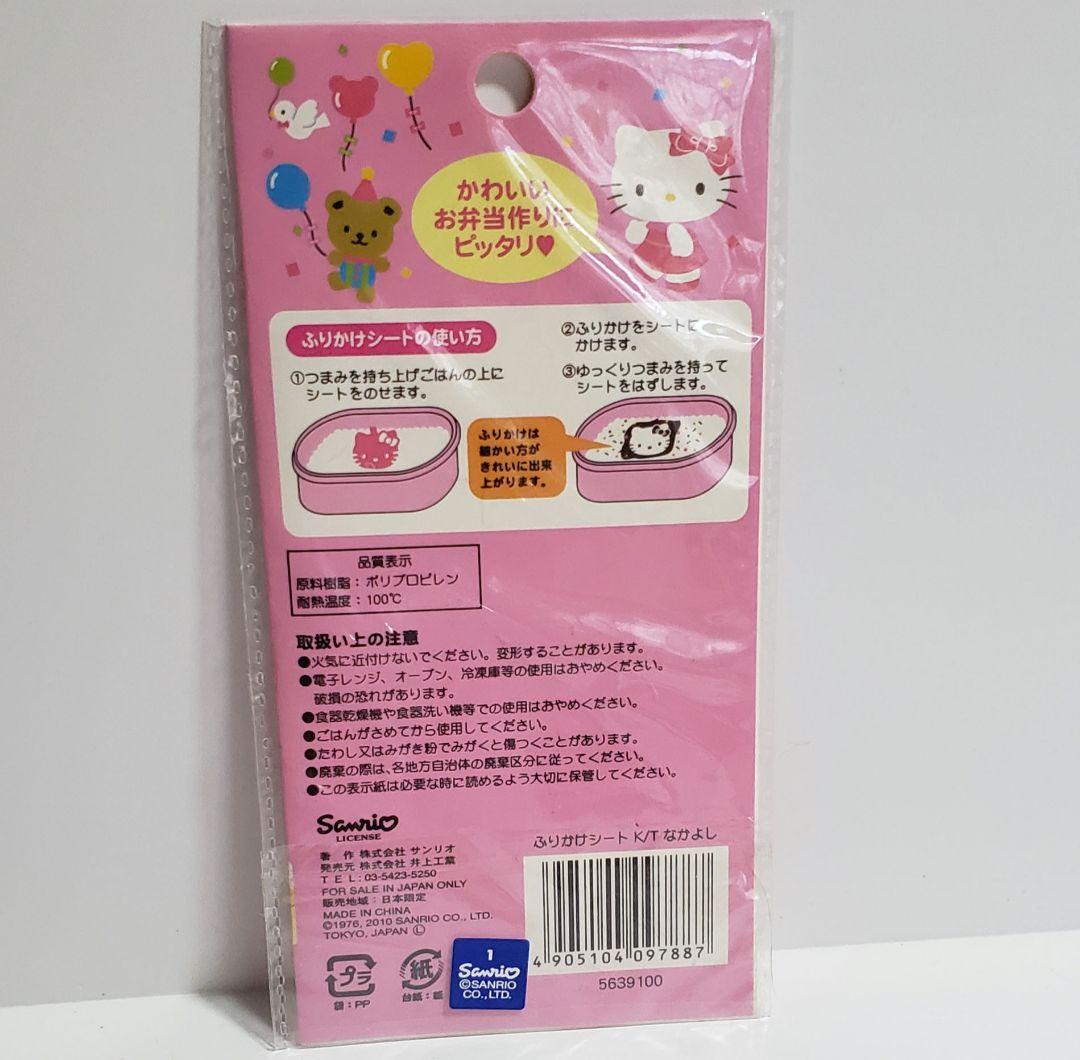 かわいい
お弁当作りに
ピッタリ♥
ふりかけシートの使い方
①つまみを持ち上げごはんの上に
シートをのせます。
②ふりかけをシートに
かけます。
③ゆっくりつまみを持って
シートをはずします。
ふりかけは
細かい方が
きれいに出来
上がります。
品質表示
原料樹脂：ポリプロピレン
耐熱温度：100℃
取扱い上の注意
●火気に近付けないでください。変形することがあります。
●電子レンジ、オーブン、冷凍庫等の使用はおやめください。
破損の恐れがあります。
●食器乾燥機や食器洗い機等での使用はおやめください。
●ごはんがさめてから使用してください。
●たわし又はみがき粉でみがくと傷つくことがあります。
●廃棄の際は、各地方自治体の廃棄区分に従ってください。
●この表示紙は必要な時に読めるよう大切に保管してください。
Sanrio
LICENSE
著 作 株式会社 サンリオ
発売元 株式会社 井上工業
T E L：03-5423-5250
FOR SALE IN JAPAN ONLY
販売地域：日本限定
MADE IN CHINA
©1976, 2010 SANRIO CO., LTD.
TOKYO, JAPAN Ⓛ
プラ
袋：PP
紙
台紙：紙
1
Sanrio
©SANRIO
CO., LTD.
ふりかけシート K/T なかよし
4 905104 097887
5639100